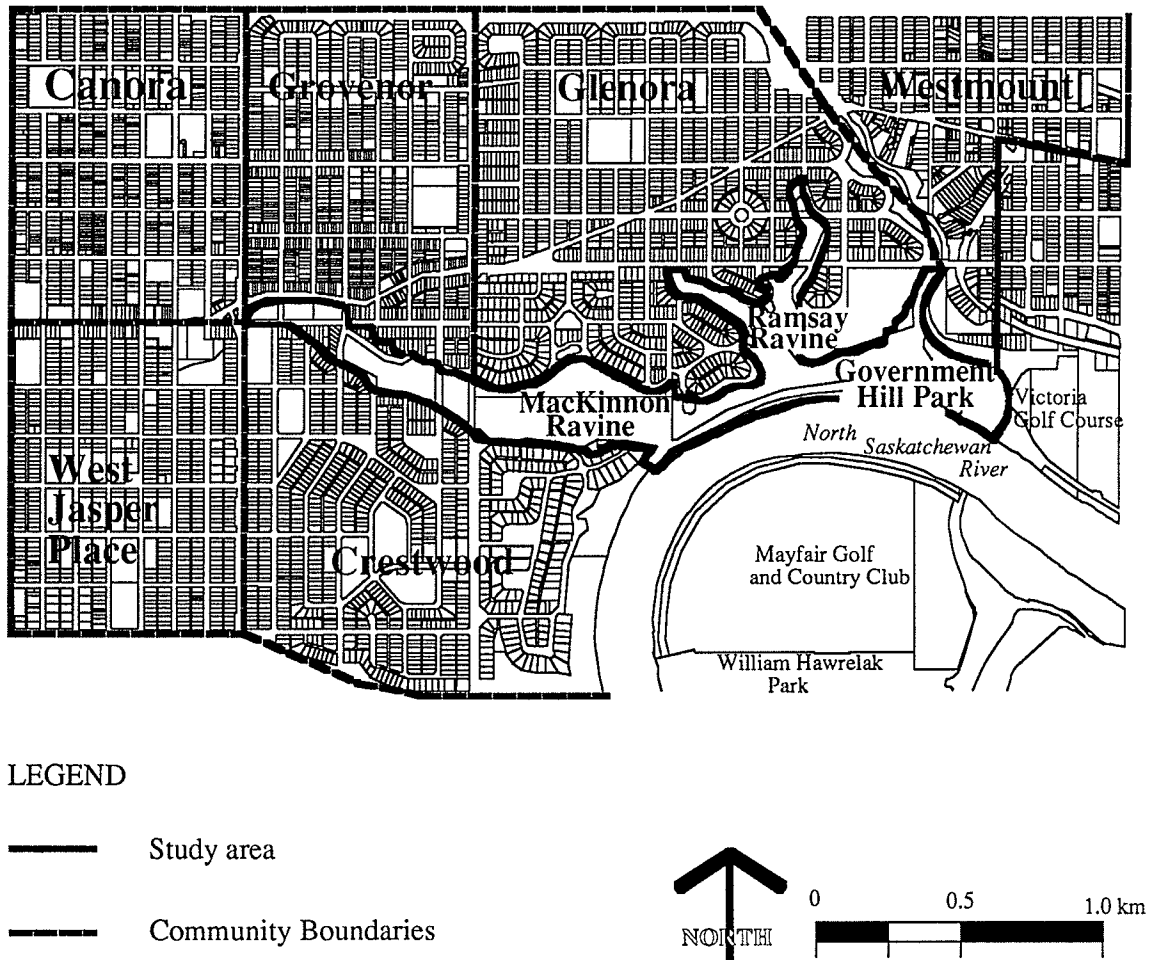 Canora
Grovenor
Glenora
Westmount
Ramsay
Ravine
Government
Hill Park
MacKinnon
Ravine
Victoria
Golf Course
North
Saskatchewan
River
West
Jasper
Place
Crestwood
Mayfair Golf
and Country Club
William Hawrelak
Park
LEGEND
Study area
Community Boundaries
NORTH
0 0.5 1.0 km